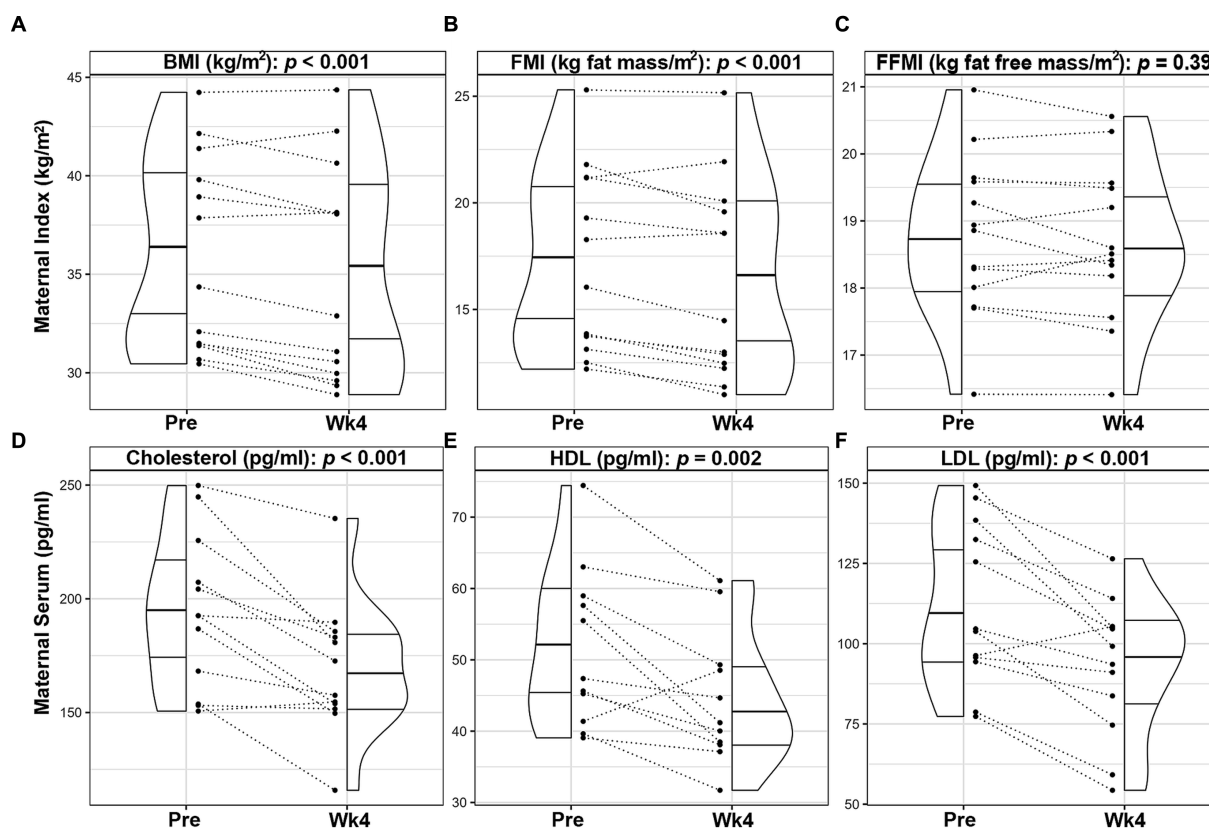 A
B
C
BMI (kg/m²): p < 0.001
FMI (kg fat mass/m²): p < 0.001
FFMI (kg fat free mass/m²): p = 0.39
Maternal Index (kg/m²)
45
40
35
30
25
20
15
21
20
19
18
17
Pre
Wk4
Pre
Wk4
Pre
Wk4
D
E
F
Cholesterol (pg/ml): p < 0.001
HDL (pg/ml): p = 0.002
LDL (pg/ml): p < 0.001
Maternal Serum (pg/ml)
250
200
150
70
60
50
40
30
150
125
100
75
50
Pre
Wk4
Pre
Wk4
Pre
Wk4